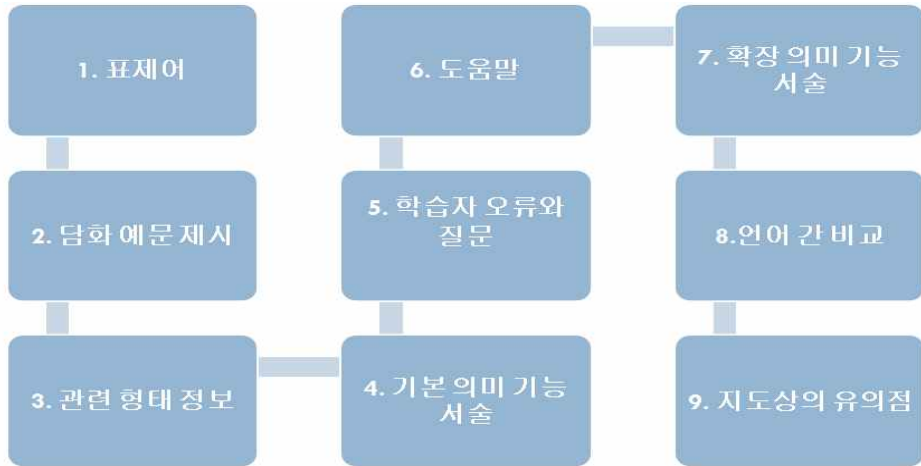 1. 표제어
2. 담화 예문 제시
3. 관련 형태 정보
4. 기본 의미 기능
서술
5. 학습자 오류와
질문
6. 도움말
7. 확장 의미 기능
서술
8.언어 간 비교
9. 지도상의 유의점